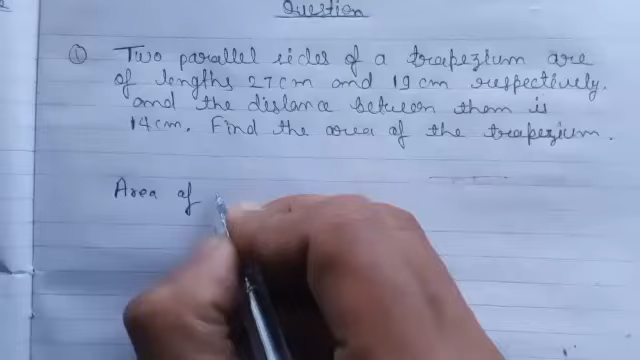 Question
① Two parallel sides of a trapezium are
of lengths 27cm and 19cm respectively.
and the distance between them is
14cm. Find the area of the trapezium.
Area of